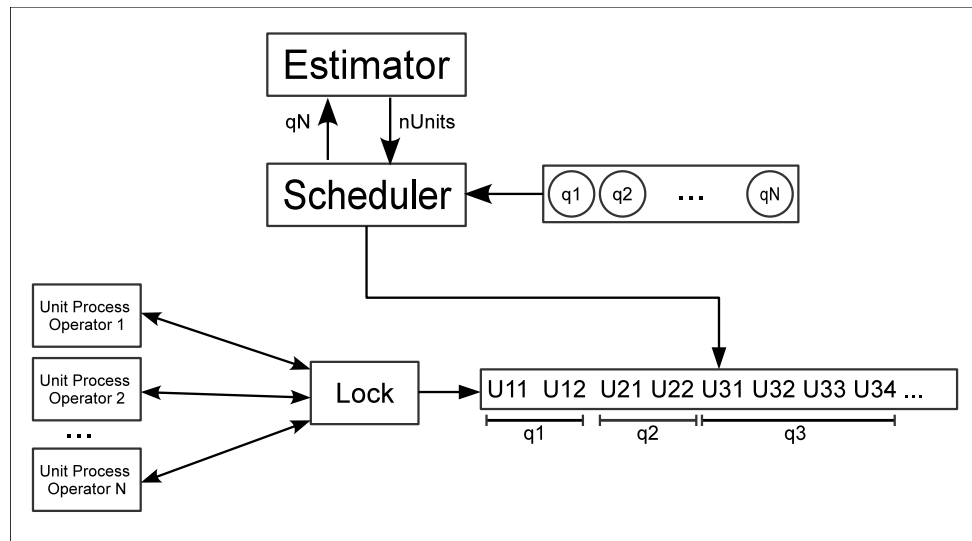 Estimator
qN
nUnits
Scheduler
q1 q2 ... qN
Unit Process
Operator 1
Unit Process
Operator 2
...
Unit Process
Operator N
Lock
U11 U12 U21 U22 U31 U32 U33 U34 ...
q1 q2 q3